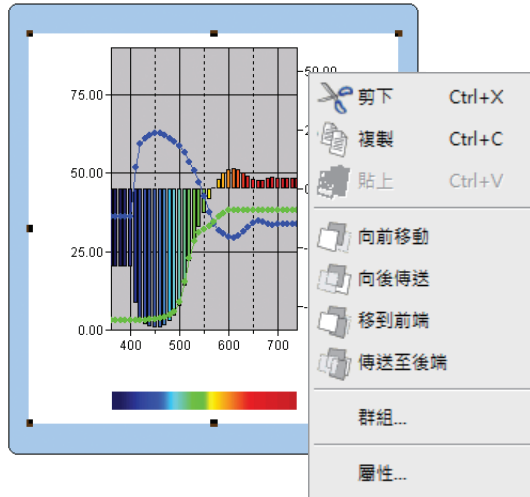 75.00
50.00
25.00
0.00
400 500 600 700
剪下 Ctrl+X
複製 Ctrl+C
貼上 Ctrl+V
向前移動
向後傳送
移到前端
傳送至後端
群組...
屬性...